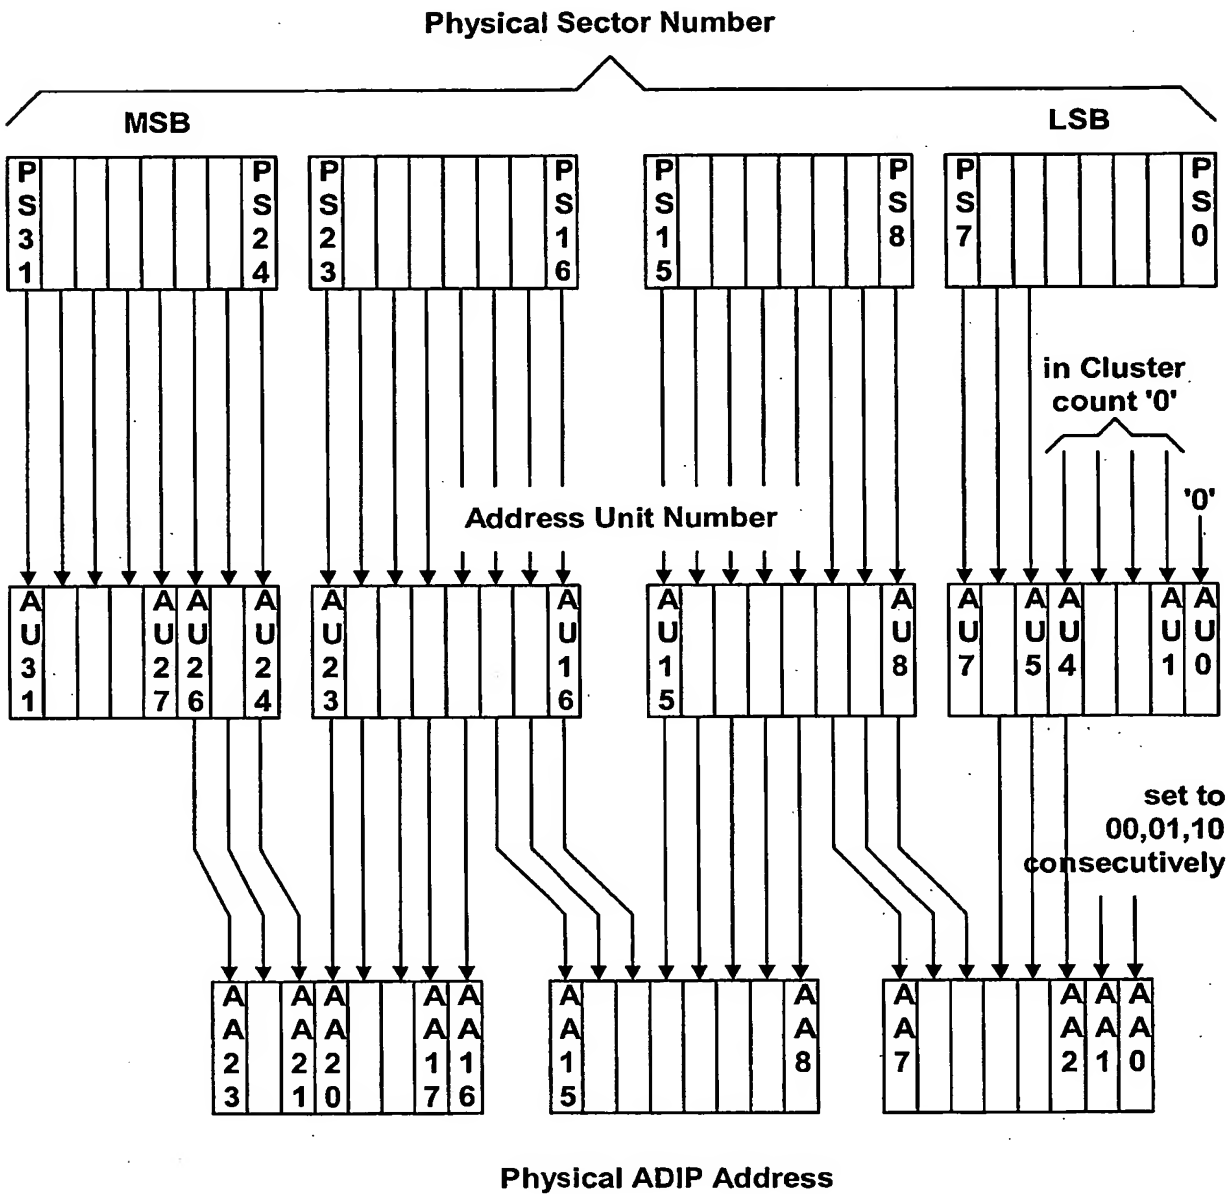 Physical Sector Number
MSB
LSB
PS31
PS24
PS23
PS16
PS15
PS8
PS7
PS0
in Cluster
count '0'
'0'
Address Unit Number
AU31
AU27
AU26
AU24
AU23
AU16
AU15
AU8
AU7
AU5
AU4
AU1
AU0
set to
00,01,10
consecutively
AA23
AA21
AA20
AA17
AA16
AA15
AA8
AA7
AA2
AA1
AA0
Physical ADIP Address